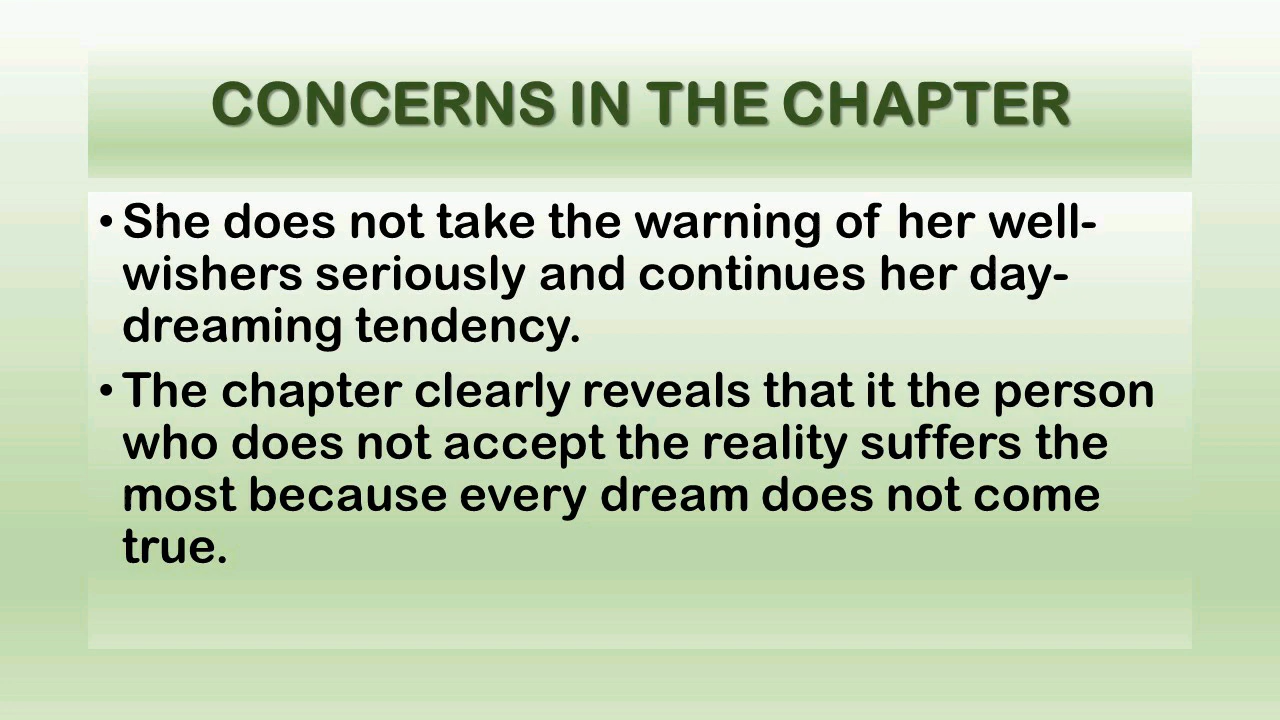 CONCERNS IN THE CHAPTER
• She does not take the warning of her well-
wishers seriously and continues her day-
dreaming tendency.
• The chapter clearly reveals that it the person
who does not accept the reality suffers the
most because every dream does not come
true.